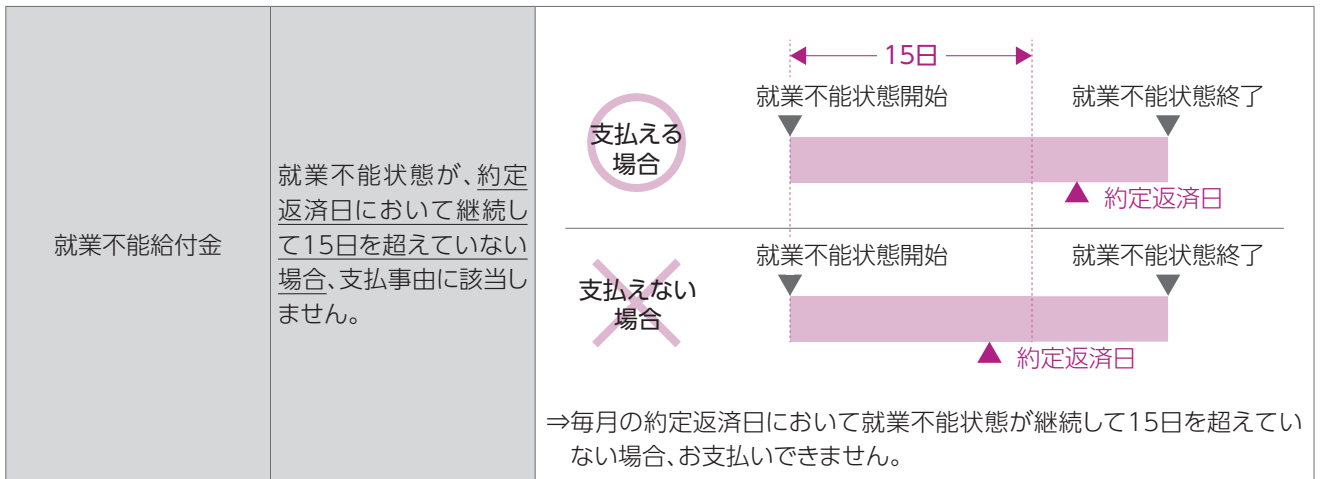 就業不能給付金
就業不能状態が、約定
返済日において継続し
て15日を超えていない
場合、支払事由に該当し
ません。
15日
就業不能状態開始
就業不能状態終了
支払える
場合
約定返済日
就業不能状態開始
就業不能状態終了
支払えない
場合
約定返済日
⇒毎月の約定返済日において就業不能状態が継続して15日を超えてい
ない場合、お支払いできません。